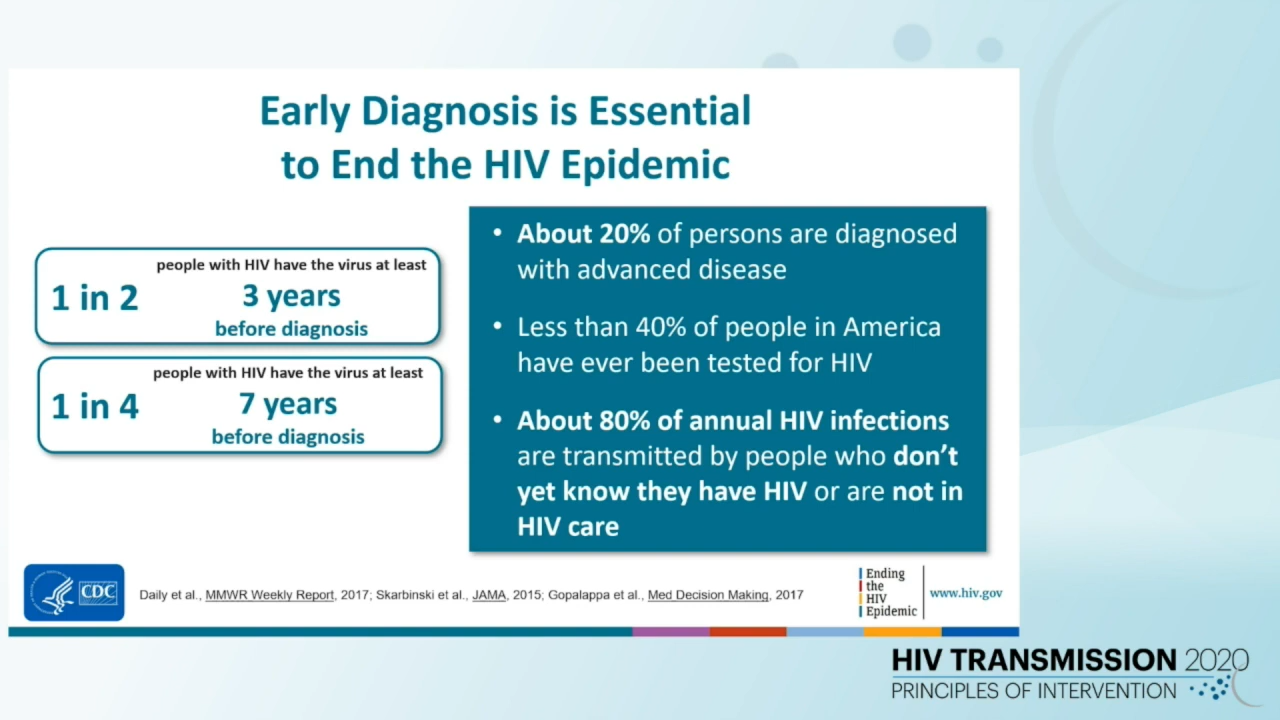 Early Diagnosis is Essential
to End the HIV Epidemic
people with HIV have the virus at least
1 in 2
3 years
before diagnosis
people with HIV have the virus at least
1 in 4
7 years
before diagnosis
• About 20% of persons are diagnosed
with advanced disease
• Less than 40% of people in America
have ever been tested for HIV
• About 80% of annual HIV infections
are transmitted by people who don’t
yet know they have HIV or are not in
HIV care
CDC
Daily et al., MMWR Weekly Report, 2017; Skarbinski et al., JAMA, 2015; Gopalappa et al., Med Decision Making, 2017
Ending
the
HIV
Epidemic
www.hiv.gov
HIV TRANSMISSION 2020
PRINCIPLES OF INTERVENTION